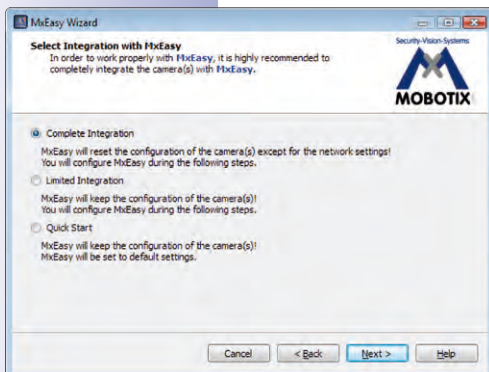 MxEasy Wizard
Select Integration with MxEasy
In order to work properly with MxEasy, it is highly recommended to
completely integrate the camera(s) with MxEasy.
Security-Vision-Systems
MOBOTIX
Complete Integration
MxEasy will reset the configuration of the camera(s) except for the network settings!
You will configure MxEasy during the following steps.
Limited Integration
MxEasy will keep the configuration of the camera(s)!
You will configure MxEasy during the following steps.
Quick Start
MxEasy will keep the configuration of the camera(s)!
MxEasy will be set to default settings.
Cancel
< Back
Next >
Help